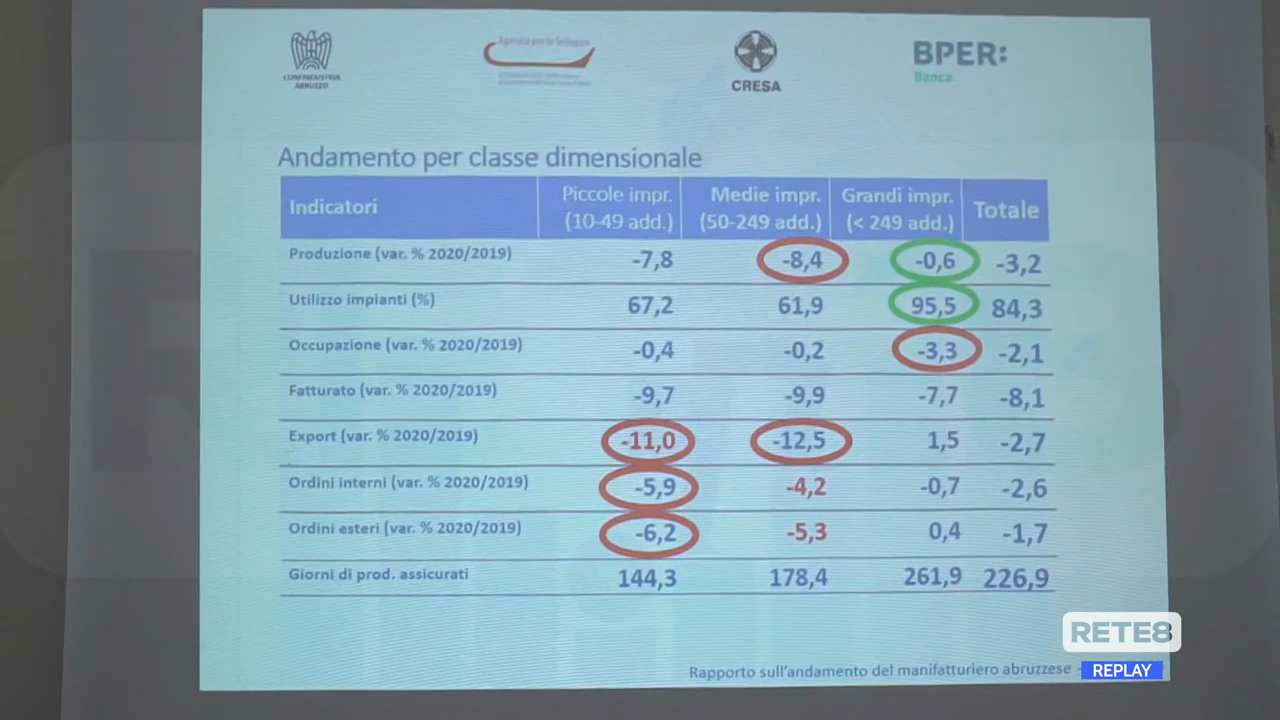 CONFINDUSTRIA
ABRUZZO
Agenzia per lo Sviluppo
CRESA
BPER:
Banca
Andamento per classe dimensionale
Indicatori Piccole impr. (10-49 add.) Medie impr. (50-249 add.) Grandi impr. (< 249 add.) Totale
Produzione (var. % 2020/2019) -7,8 -8,4 -0,6 -3,2
Utilizzo impianti (%) 67,2 61,9 95,5 84,3
Occupazione (var. % 2020/2019) -0,4 -0,2 -3,3 -2,1
Fatturato (var. % 2020/2019) -9,7 -9,9 -7,7 -8,1
Export (var. % 2020/2019) -11,0 -12,5 1,5 -2,7
Ordini interni (var. % 2020/2019) -5,9 -4,2 -0,7 -2,6
Ordini esteri (var. % 2020/2019) -6,2 -5,3 0,4 -1,7
Giorni di prod. assicurati 144,3 178,4 261,9 226,9
Rapporto sull'andamento del manifatturiero abruzzese -
RETE8
REPLAY